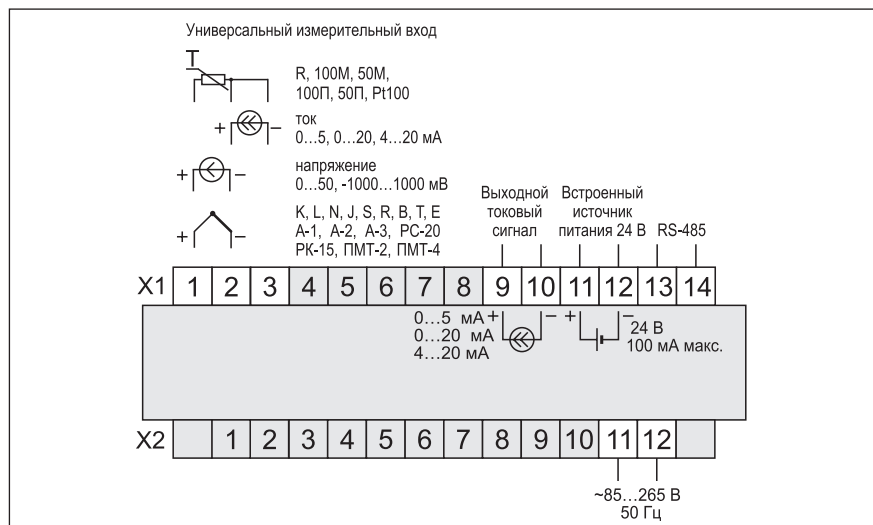 Универсальный измерительный вход
T
R, 100М, 50М,
100П, 50П, Pt100
+ –
ток
0...5, 0...20, 4...20 мА
+ –
напряжение
0...50, -1000...1000 мВ
+ –
K, L, N, J, S, R, B, T, E
А-1, А-2, А-3, РС-20
РК-15, ПМТ-2, ПМТ-4
Выходной
токовый
сигнал
Встроенный
источник
питания 24 В
RS-485
X1 1 2 3 4 5 6 7 8 9 10 11 12 13 14
0...5 мА
0...20 мА
4...20 мА
+ –
+ –
24 В
100 мА макс.
X2 1 2 3 4 5 6 7 8 9 10 11 12
~85...265 В
50 Гц